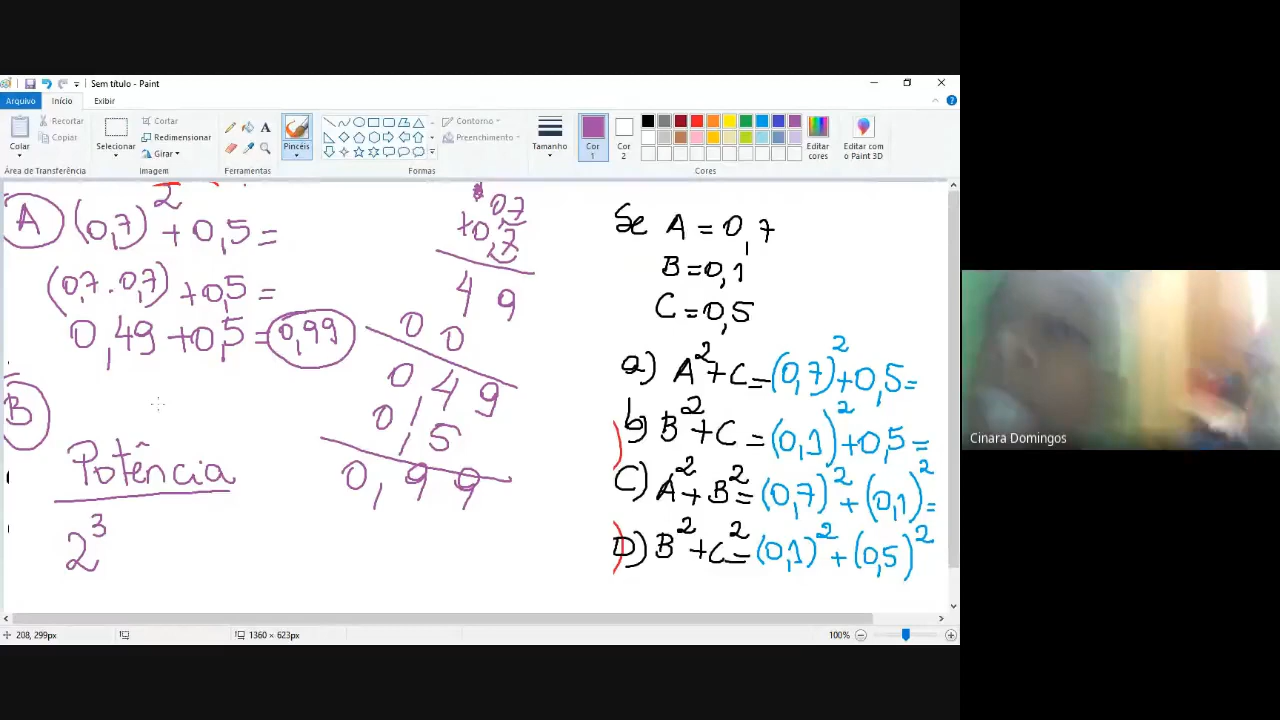 Sem título - Paint
Arquivo Início Exibir
Colar
Recortar
Copiar
Área de Transferência
Selecionar
Redimensionar
Girar
Imagem
A
Ferramentas
Pincéis
Contorno
Preenchimento
Formas
Tamanho
Cor 1
Cor 2
Cores
Editar cores
Editar com o Paint 3D
2
A (0,7) + 0,5 =
(0,7 . 0,7) + 0,5 =
0,49 + 0,5 = 0,99
B
Potência
2³
0,7
+0,7
49
00
0,49
0,5
0,99
Se A = 0,7
B = 0,1
C = 0,5
a) A² + C = (0,7)² + 0,5 =
b) B² + C = (0,1)² + 0,5 =
C) A² + B² = (0,7)² + (0,1)² =
D) B² + C² = (0,1)² + (0,5)²
Cinara Domingos
208, 299px
1360 × 623px
100%